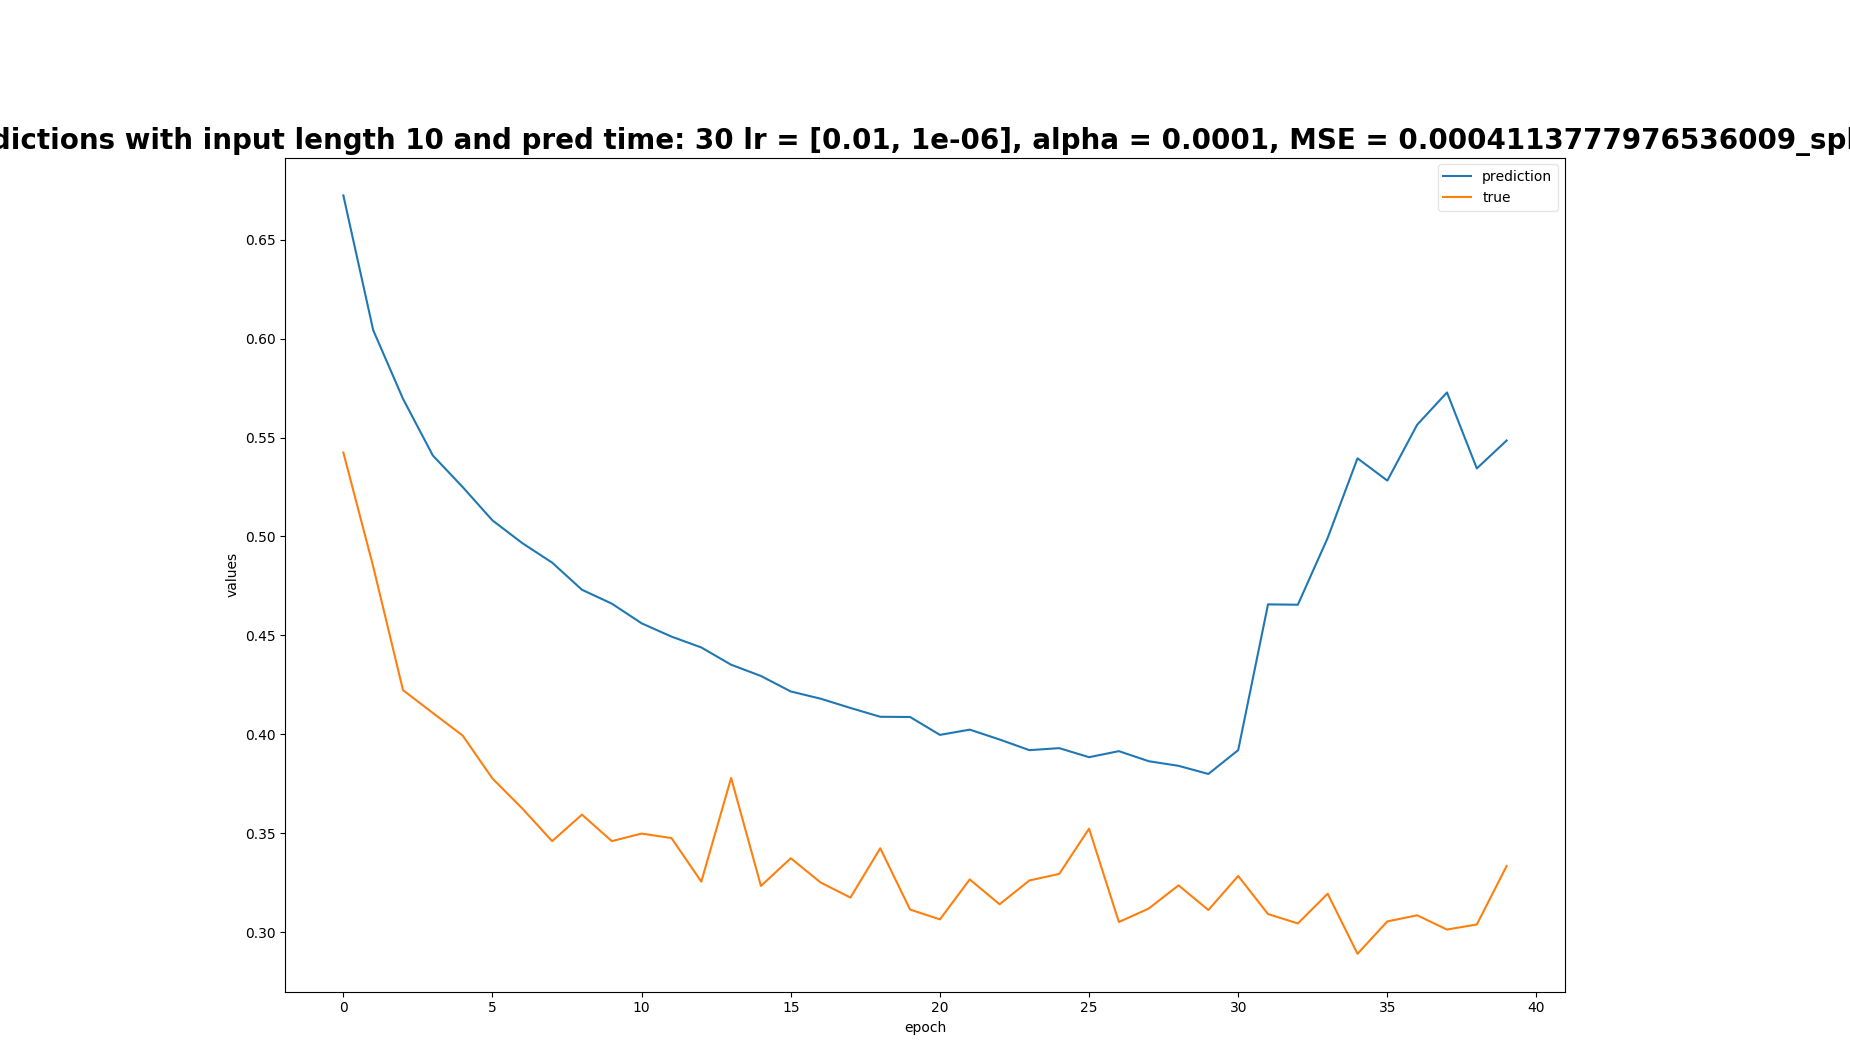 dictions with input length 10 and pred time: 30 lr = [0.01, 1e-06], alpha = 0.0001, MSE = 0.0004113777976536009_spl
prediction
true
0.65
0.60
0.55
0.50
0.45
0.40
0.35
0.30
values
0 5 10 15 20 25 30 35 40
epoch